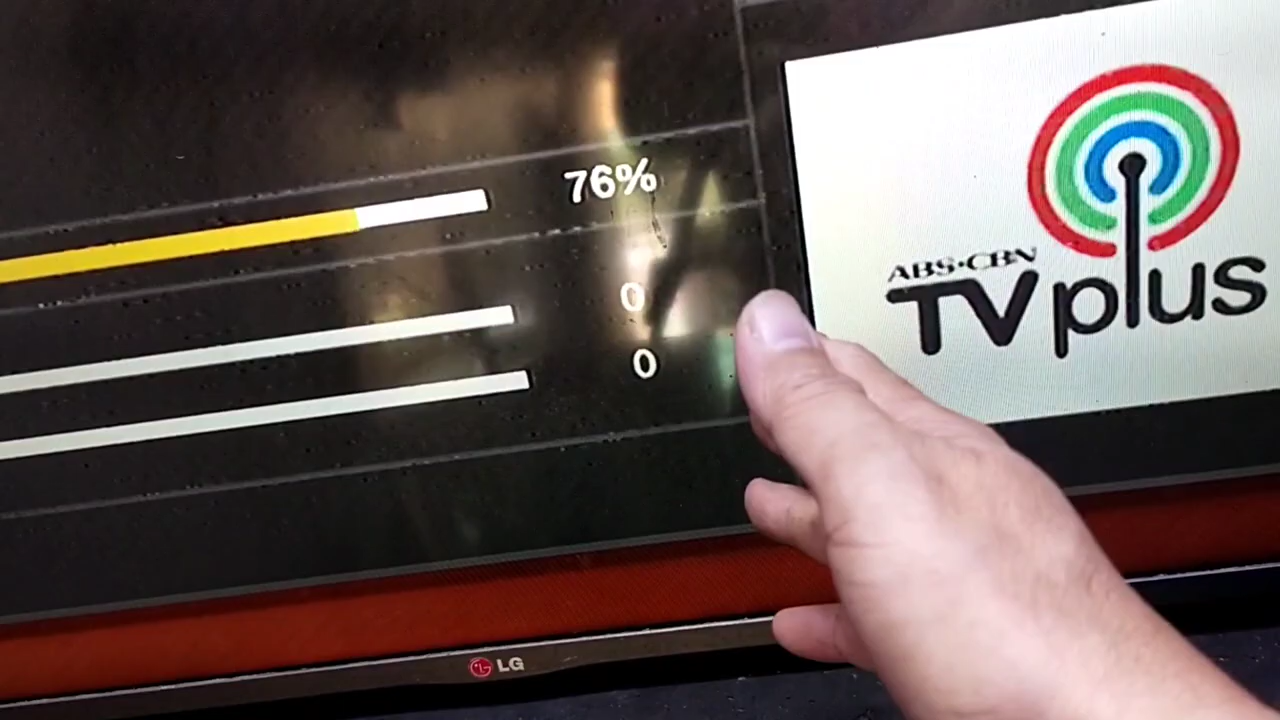 76%
0
0
ABS•CBN
TVplus
LG